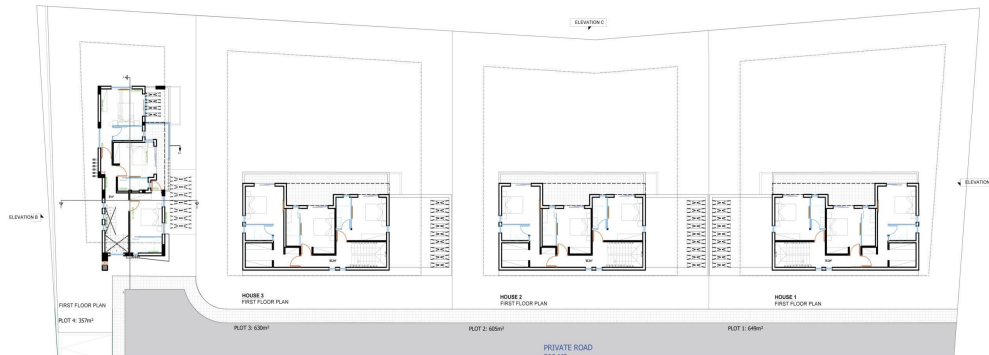 ELEVATION C
ELEVATION B
ELEVATION
HOUSE 3
FIRST FLOOR PLAN
HOUSE 2
FIRST FLOOR PLAN
HOUSE 1
FIRST FLOOR PLAN
FIRST FLOOR PLAN
PLOT 4: 357m²
PLOT 3: 630m²
PLOT 2: 605m²
PLOT 1: 649m²
PRIVATE ROAD